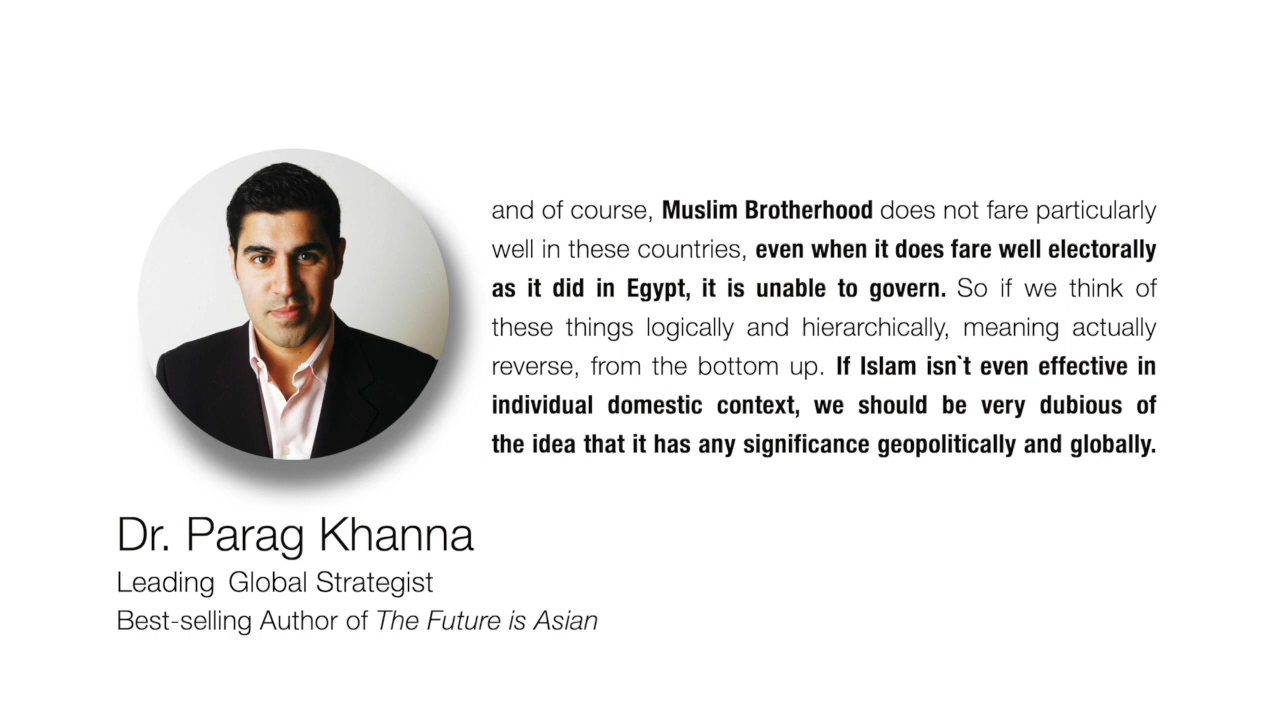 and of course, Muslim Brotherhood does not fare particularly
well in these countries, even when it does fare well electorally
as it did in Egypt, it is unable to govern. So if we think of
these things logically and hierarchically, meaning actually
reverse, from the bottom up. If Islam isn`t even effective in
individual domestic context, we should be very dubious of
the idea that it has any significance geopolitically and globally.
Dr. Parag Khanna
Leading Global Strategist
Best-selling Author of The Future is Asian